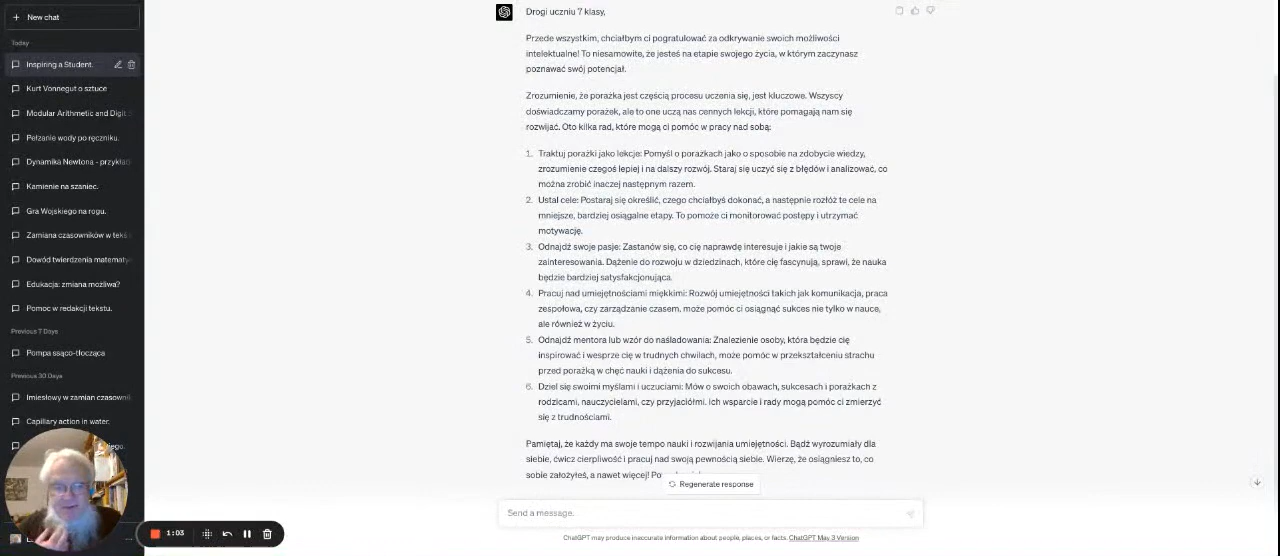 New chat
Today
Inspiring a Student.
Kurt Vonnegut o sztuce
Modular Arithmetic and Digit
Pełzanie wody po ręczniku.
Dynamika Newtona - przykład
Kamienie na szaniec.
Gra Wojskiego na rogu.
Zamiana czasowników w tekś
Dowód twierdzenia matematy
Edukacja: zmiana możliwa?
Pomoc w redakcji tekstu.
Previous 7 Days
Pompa ssąco-tłocząca
Previous 30 Days
Imiesłowy w zamian czasowni
Capillary action in water.
1:03
Drogi uczniu 7 klasy,
Przede wszystkim, chciałbym ci pogratulować za odkrywanie swoich możliwości
intelektualne! To niesamowite, że jesteś na etapie swojego życia, w którym zaczynasz
poznawać swój potencjał.
Zrozumienie, że porażka jest częścią procesu uczenia się, jest kluczowe. Wszyscy
doświadczamy porażek, ale to one uczą nas cennych lekcji, które pomagają nam się
rozwijać. Oto kilka rad, które mogą ci pomóc w pracy nad sobą:
1. Traktuj porażki jako lekcje: Pomyśl o porażkach jako o sposobie na zdobycie wiedzy,
zrozumienie czegoś lepiej i na dalszy rozwój. Staraj się uczyć się z błędów i analizować, co
można zrobić inaczej następnym razem.
2. Ustal cele: Postaraj się określić, czego chciałbyś dokonać, a następnie rozłóż te cele na
mniejsze, bardziej osiągalne etapy. To pomoże ci monitorować postępy i utrzymać
motywację.
3. Odnajdź swoje pasje: Zastanów się, co cię naprawdę interesuje i jakie są twoje
zainteresowania. Dążenie do rozwoju w dziedzinach, które cię fascynują, sprawi, że nauka
będzie bardziej satysfakcjonująca.
4. Pracuj nad umiejętnościami miękkimi: Rozwój umiejętności takich jak komunikacja, praca
zespołowa, czy zarządzanie czasem, może pomóc ci osiągnąć sukces nie tylko w nauce,
ale również w życiu.
5. Odnajdź mentora lub wzór do naśladowania: Znalezienie osoby, która będzie cię
inspirować i wesprze cię w trudnych chwilach, może pomóc w przekształceniu strachu
przed porażką w chęć nauki i dążenia do sukcesu.
6. Dziel się swoimi myślami i uczuciami: Mów o swoich obawach, sukcesach i porażkach z
rodzicami, nauczycielami, czy przyjaciółmi. Ich wsparcie i rady mogą pomóc ci zmierzyć
się z trudnościami.
Pamiętaj, że każdy ma swoje tempo nauki i rozwijania umiejętności. Bądź wyrozumiały dla
siebie, ćwicz cierpliwość i pracuj nad swoją pewnością siebie. Wierzę, że osiągniesz to, co
sobie założyłeś, a nawet więcej!
Regenerate response
Send a message.
ChatGPT may produce inaccurate information about people, places, or facts. ChatGPT May 3 Version